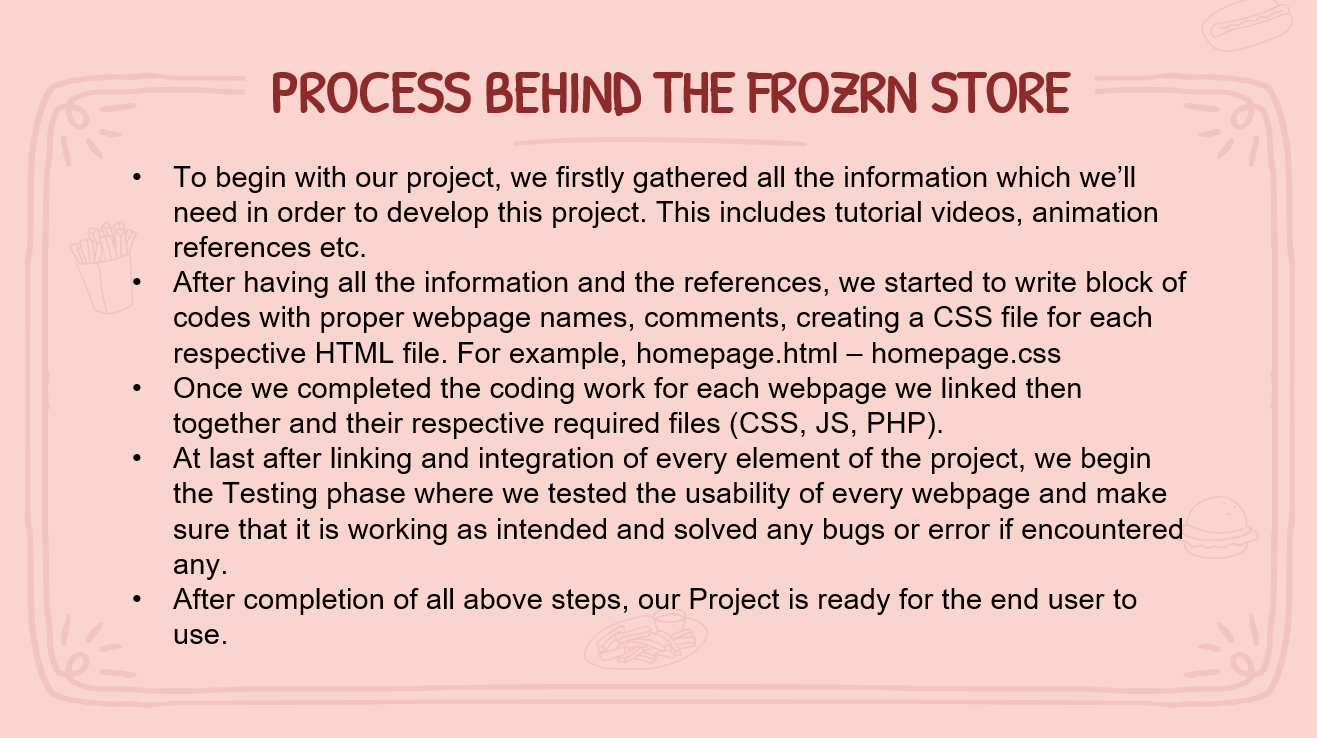 PROCESS BEHIND THE FROZRN STORE
• To begin with our project, we firstly gathered all the information which we’ll
need in order to develop this project. This includes tutorial videos, animation
references etc.
• After having all the information and the references, we started to write block of
codes with proper webpage names, comments, creating a CSS file for each
respective HTML file. For example, homepage.html – homepage.css
• Once we completed the coding work for each webpage we linked then
together and their respective required files (CSS, JS, PHP).
• At last after linking and integration of every element of the project, we begin
the Testing phase where we tested the usability of every webpage and make
sure that it is working as intended and solved any bugs or error if encountered
any.
• After completion of all above steps, our Project is ready for the end user to
use.